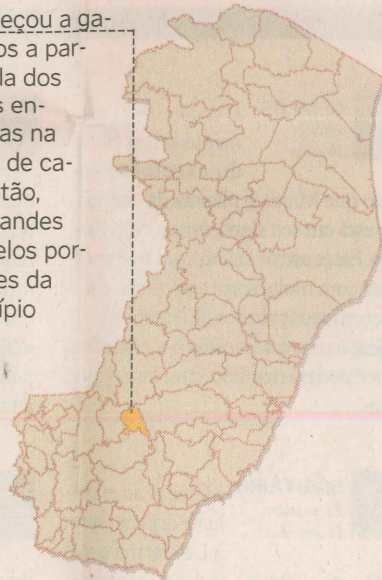 eçou a ga-
os a par-
la dos
s en-
as na
de ca-
tão,
andes
elos por-
es da
ípio